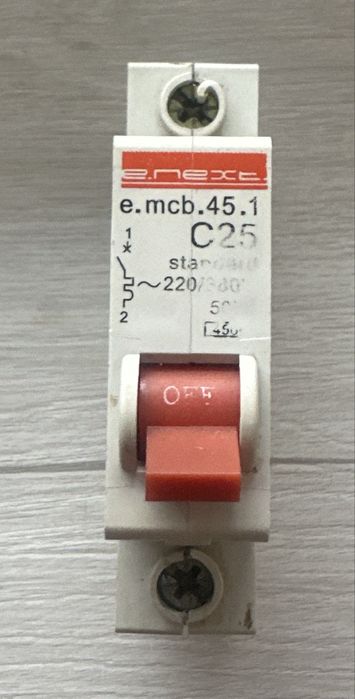 e.next.
e.mcb.45.1
1
C25
standard
~220/380
2
OFF